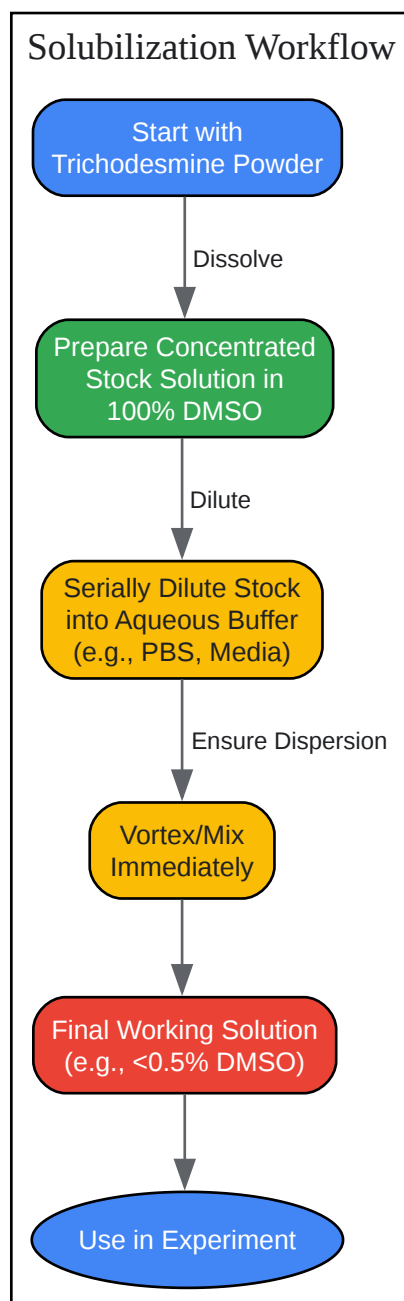 Solubilization Workflow
Start with
Trichodesmine Powder
Dissolve
Prepare Concentrated
Stock Solution in
100% DMSO
Dilute
Serially Dilute Stock
into Aqueous Buffer
(e.g., PBS, Media)
Ensure Dispersion
Vortex/Mix
Immediately
Final Working Solution
(e.g., <0.5% DMSO)
Use in Experiment